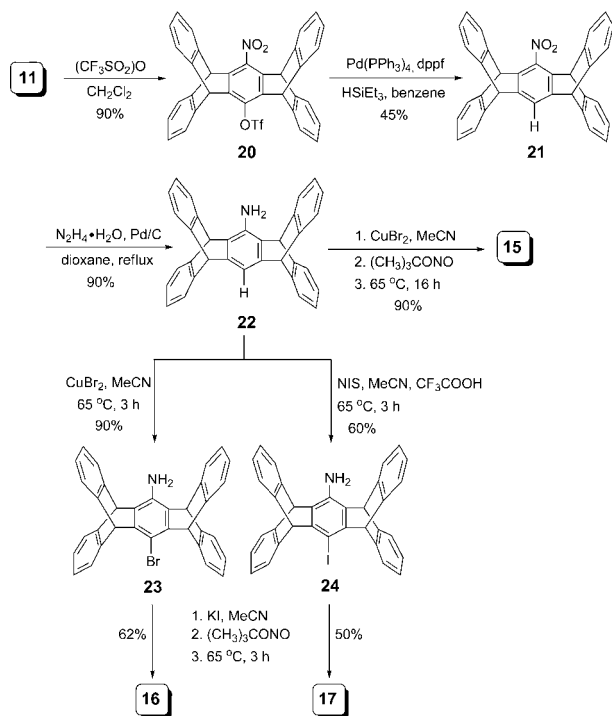 11
(CF3SO2)O
CH2Cl2
90%
NO2
OTf
20
Pd(PPh3)4, dppf
HSiEt3, benzene
45%
NO2
H
21
N2H4•H2O, Pd/C
dioxane, reflux
90%
NH2
H
22
1. CuBr2, MeCN
2. (CH3)3CONO
3. 65 °C, 16 h
90%
15
CuBr2, MeCN
65 °C, 3 h
90%
NIS, MeCN, CF3COOH
65 °C, 3 h
60%
NH2
Br
23
NH2
I
24
62%
1. KI, MeCN
2. (CH3)3CONO
3. 65 °C, 3 h
50%
16
17